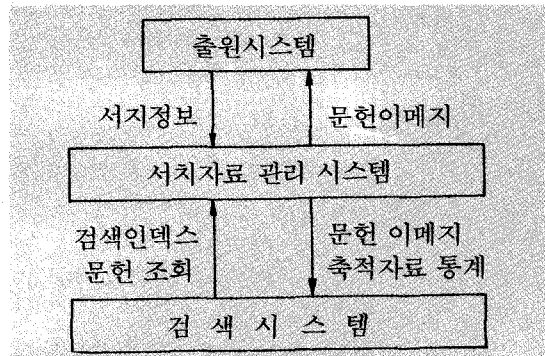 출원시스템
서지정보
문헌이메지
서치자료 관리 시스템
검색인덱스
문헌 조회
문헌 이메지
축적자료 통계
검 색 시 스 템